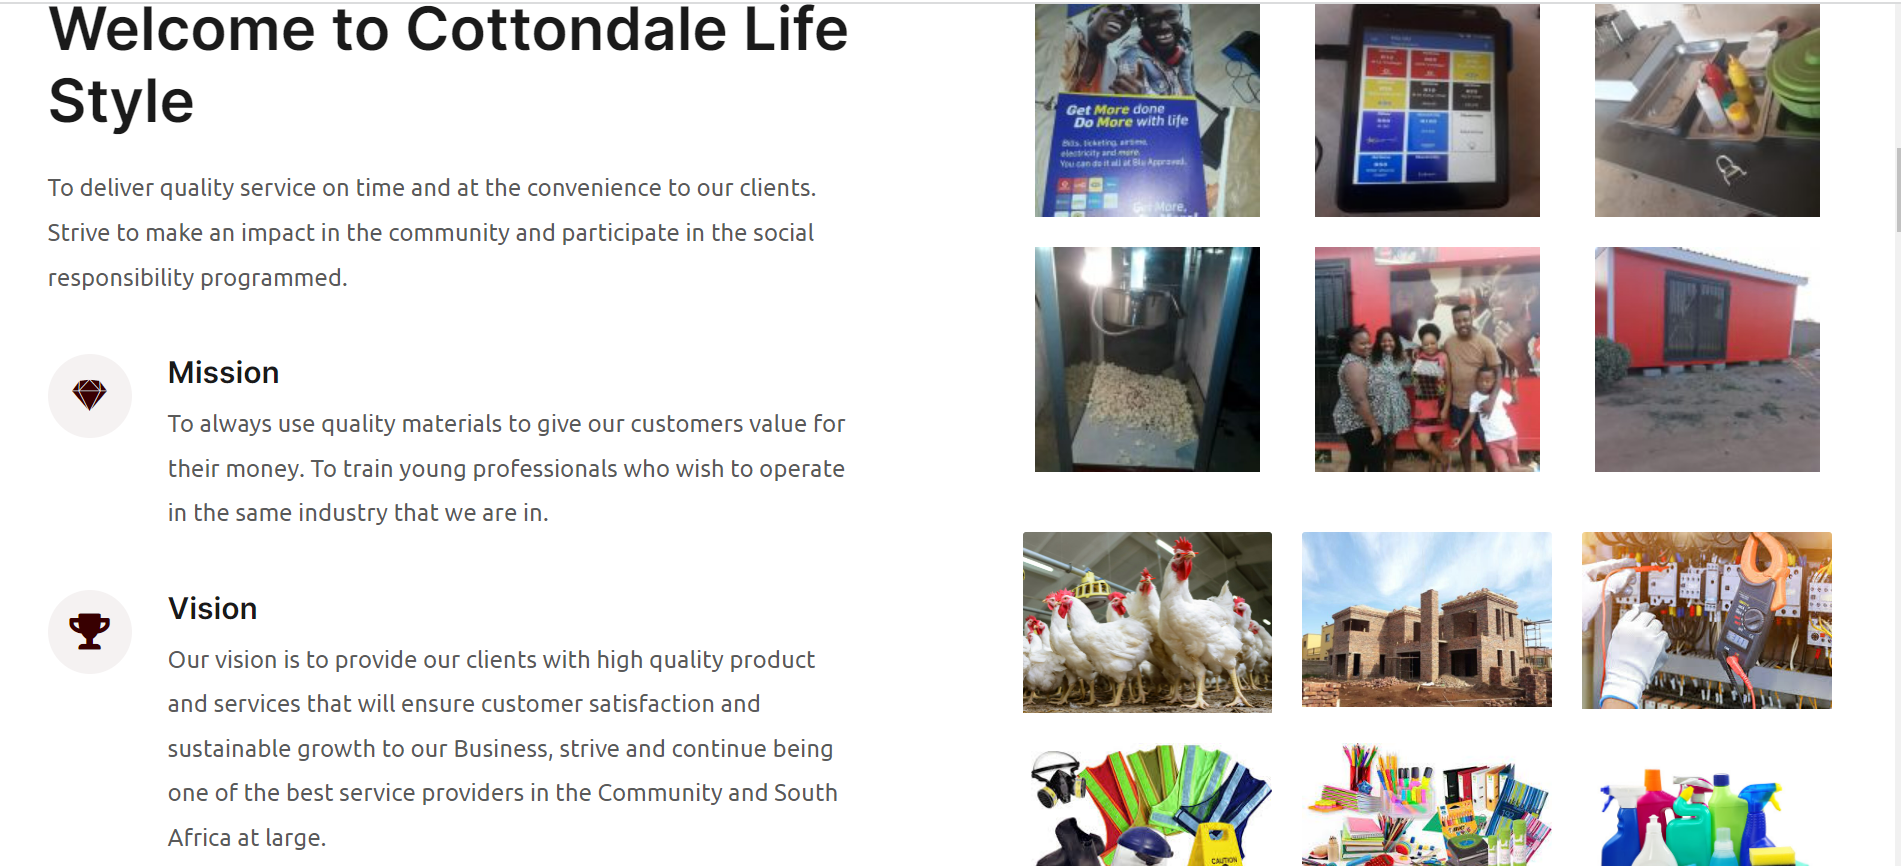 Welcome to Cottondale Life
Style
To deliver quality service on time and at the convenience to our clients.
Strive to make an impact in the community and participate in the social
responsibility programmed.
Mission
To always use quality materials to give our customers value for
their money. To train young professionals who wish to operate
in the same industry that we are in.
Vision
Our vision is to provide our clients with high quality product
and services that will ensure customer satisfaction and
sustainable growth to our Business, strive and continue being
one of the best service providers in the Community and South
Africa at large.
Get More done
Do More with life
Bills, ticketing, airtime,
electricity and more.
You can do it all at Blu Approved.
Get More,
CAUTION